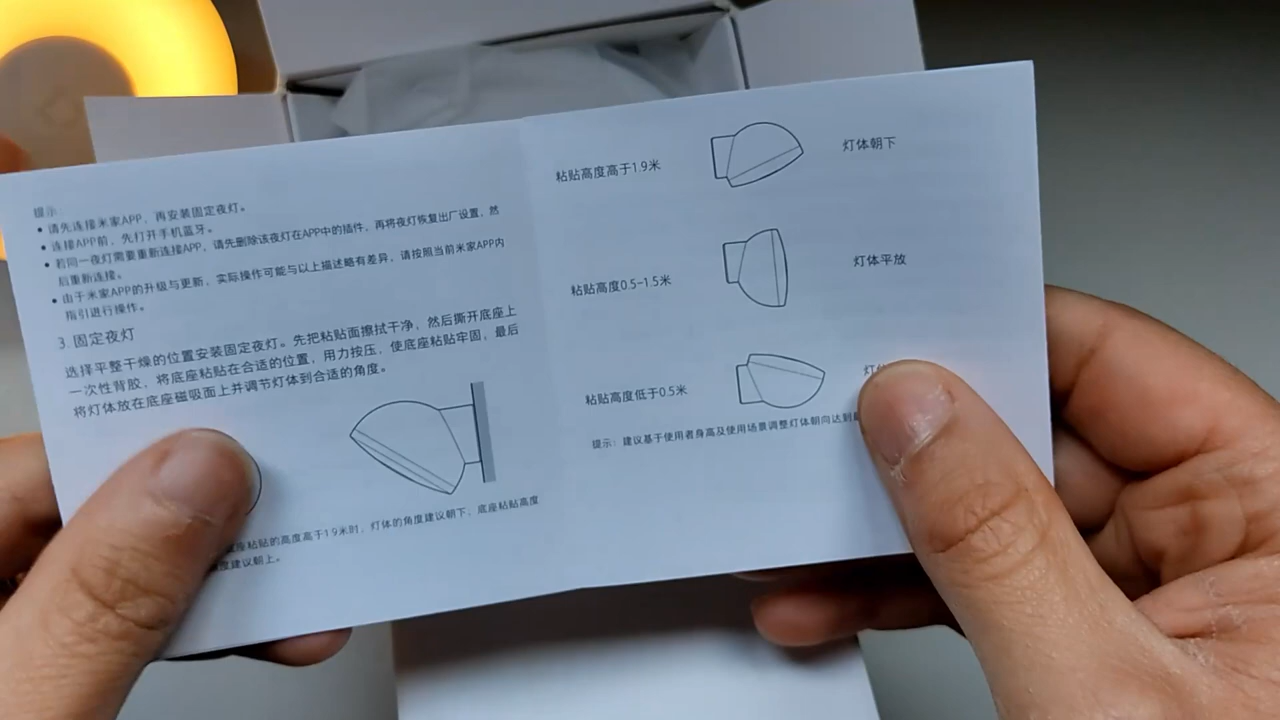 提示
• 请先连接米家APP，再安装固定夜灯。
• 连接APP前，先打开手机蓝牙。
• 若同一夜灯需要重新连接APP，请先删除该夜灯在APP中的插件，再将夜灯恢复出厂设置，然
后重新连接。
• 由于米家APP的升级与更新，实际操作可能与以上描述略有差异，请按照当前米家APP内
指引进行操作。
3. 固定夜灯
选择平整干燥的位置安装固定夜灯。先把粘贴面擦拭干净，然后撕开底座上
一次性背胶，将底座粘贴在合适的位置，用力按压，使底座粘贴牢固，最后
将灯体放在底座磁吸面上并调节灯体到合适的角度。
座粘贴的高度高于1.9米时，灯体的角度建议朝下，底座粘贴高度
度建议朝上。
粘贴高度高于1.9米
灯体朝下
粘贴高度0.5-1.5米
灯体平放
粘贴高度低于0.5米
灯
提示：建议基于使用者身高及使用场景调整灯体朝向达到